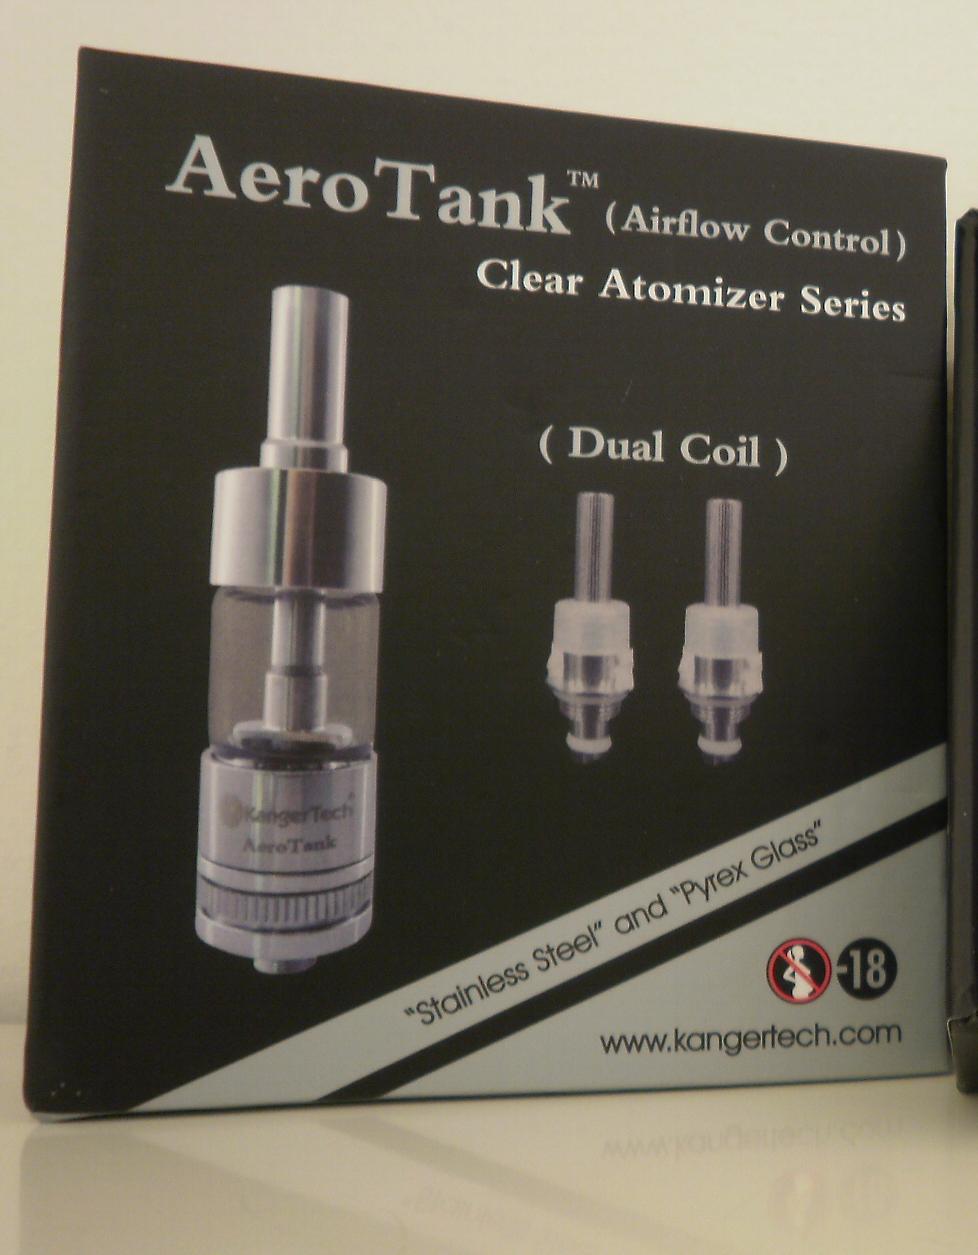 AeroTank™ (Airflow Control)
Clear Atomizer Series
( Dual Coil )
KangerTech®
AeroTank
"Stainless Steel" and "Pyrex Glass"
-18
www.kangertech.com